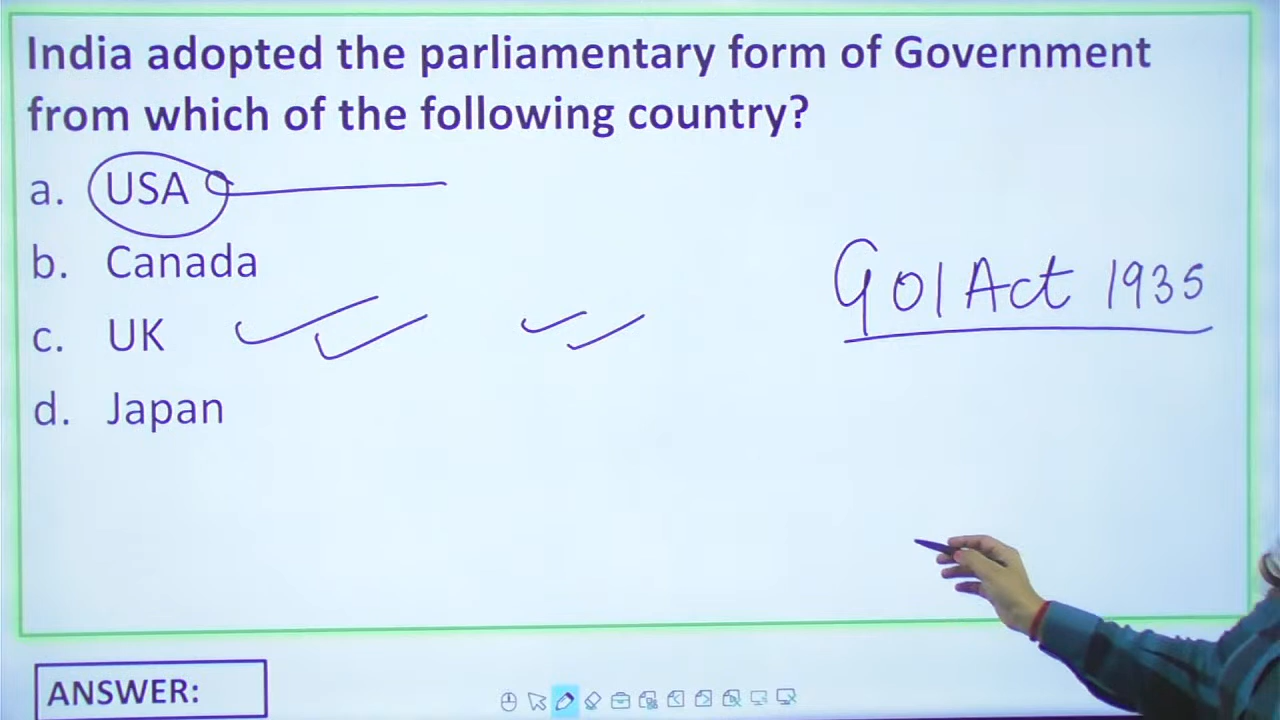 India adopted the parliamentary form of Government
from which of the following country?
a. USA
b. Canada
c. UK
d. Japan
GOI Act 1935
ANSWER: